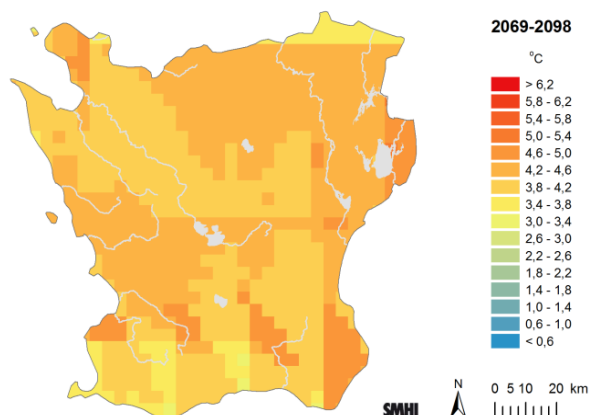 2069-2098
°C
> 6,2
5,8 - 6,2
5,4 - 5,8
5,0 - 5,4
4,6 - 5,0
4,2 - 4,6
3,8 - 4,2
3,4 - 3,8
3,0 - 3,4
2,6 - 3,0
2,2 - 2,6
1,8 - 2,2
1,4 - 1,8
1,0 - 1,4
0,6 - 1,0
< 0,6
SMHI
N
0 5 10 20 km